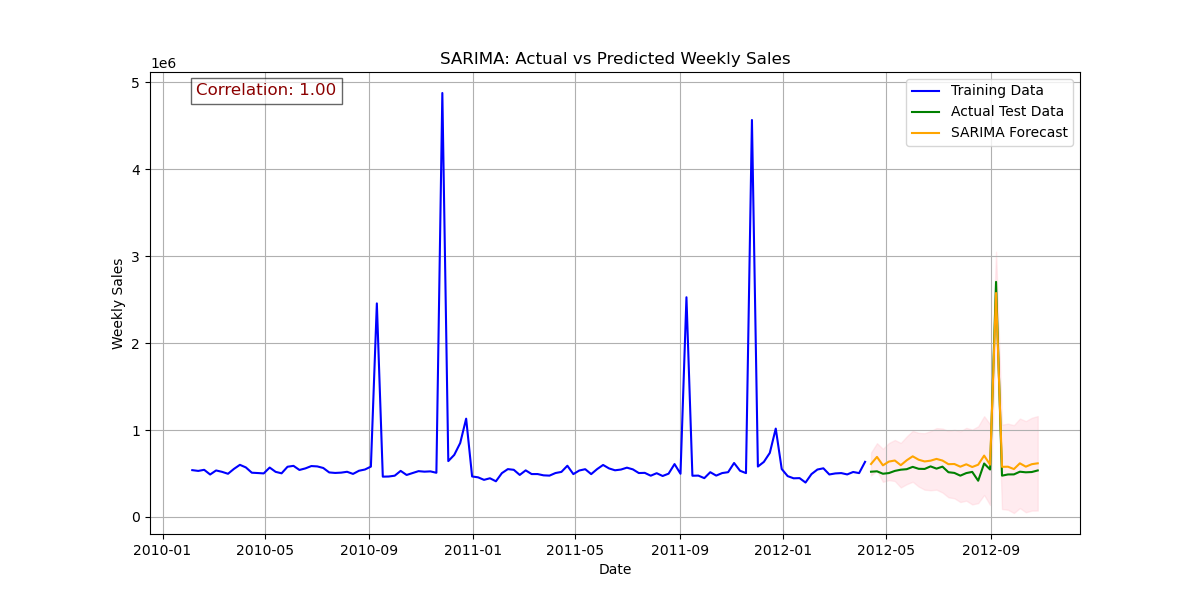 SARIMA: Actual vs Predicted Weekly Sales
1e6
Correlation: 1.00
Training Data
Actual Test Data
SARIMA Forecast
5
4
3
2
1
0
Weekly Sales
2010-01
2010-05
2010-09
2011-01
2011-05
2011-09
2012-01
2012-05
2012-09
Date